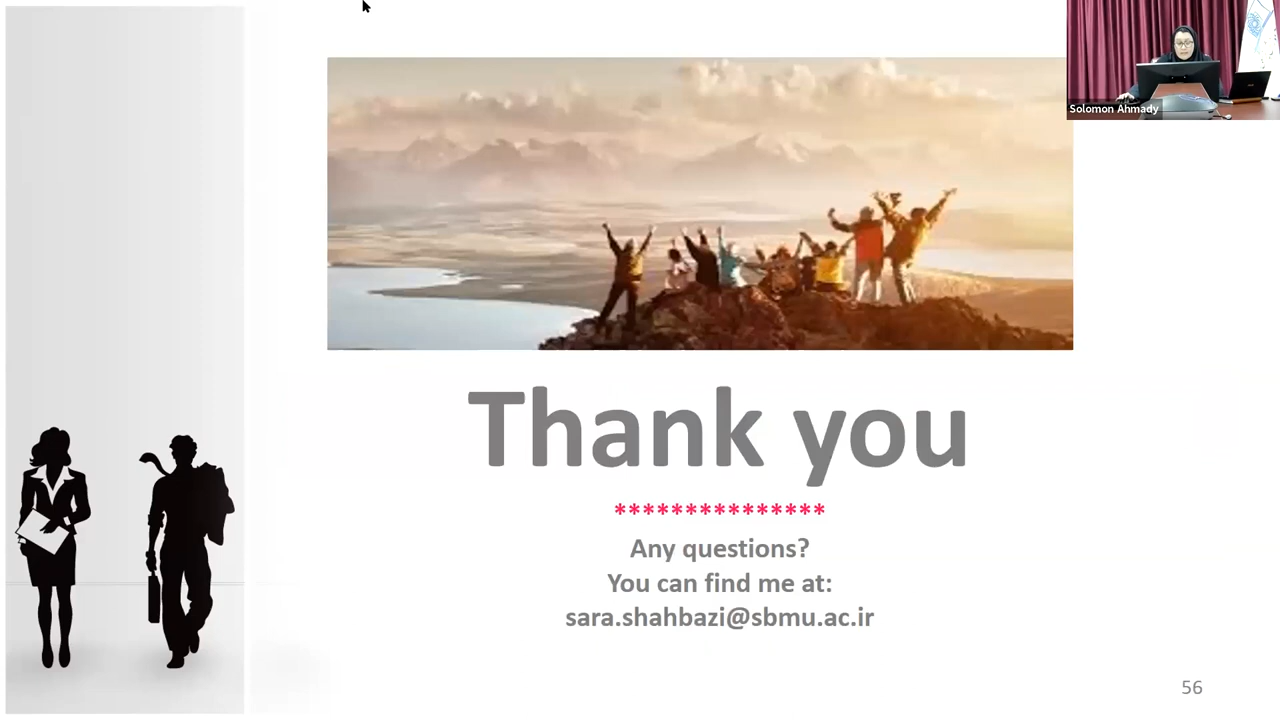 Solomon Ahmady
Thank you
***************
Any questions?
You can find me at:
sara.shahbazi@sbmu.ac.ir
56